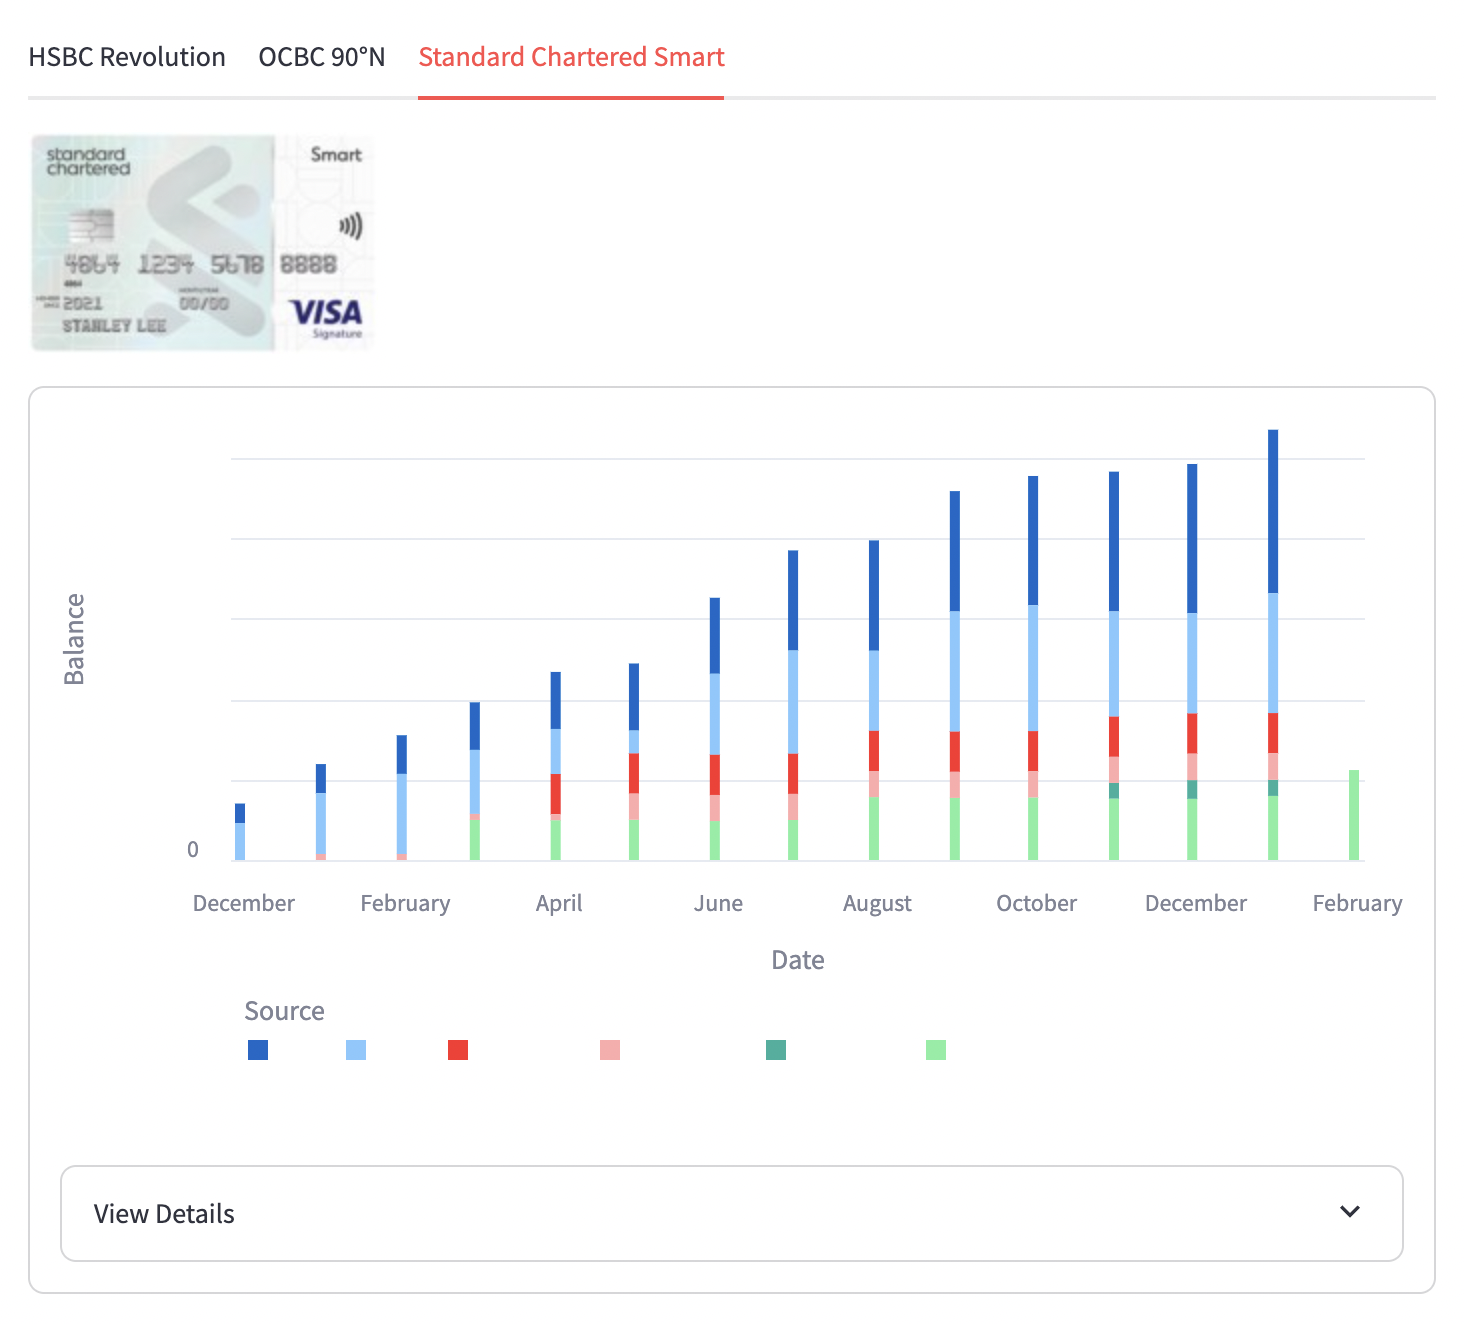 HSBC Revolution OCBC 90°N Standard Chartered Smart
standard
chartered
Smart
4864 1234 5678 8888
2021 00/00
STANLEY LEE
VISA
Signature
Balance
0
December February April June August October December February
Date
Source
View Details